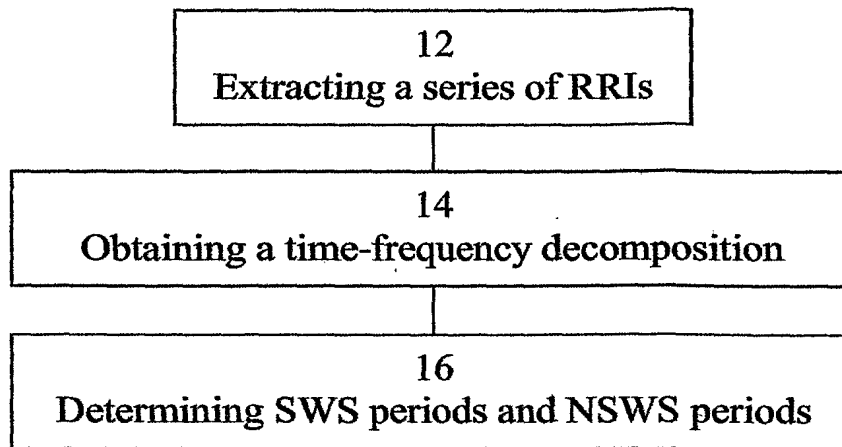 12
Extracting a series of RRIs
14
Obtaining a time-frequency decomposition
16
Determining SWS periods and NSWS periods